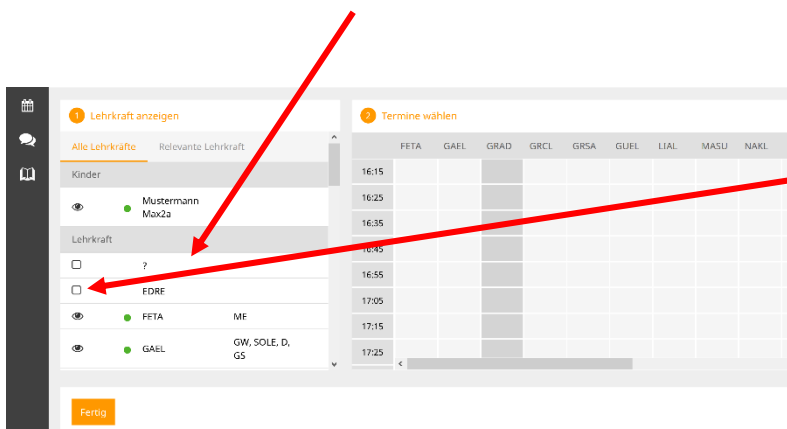 1 Lehrkraft anzeigen
Alle Lehrkräfte Relevante Lehrkraft
Kinder
Mustermann
Max2a
Lehrkraft
?
EDRE
FETA ME
GAEL GW, SOLE, D,
GS
2 Termine wählen
FETA GAEL GRAD GRCL GRSA GUEL LIAL MASU NAKL
16:15
16:25
16:35
16:45
16:55
17:05
17:15
17:25
Fertig